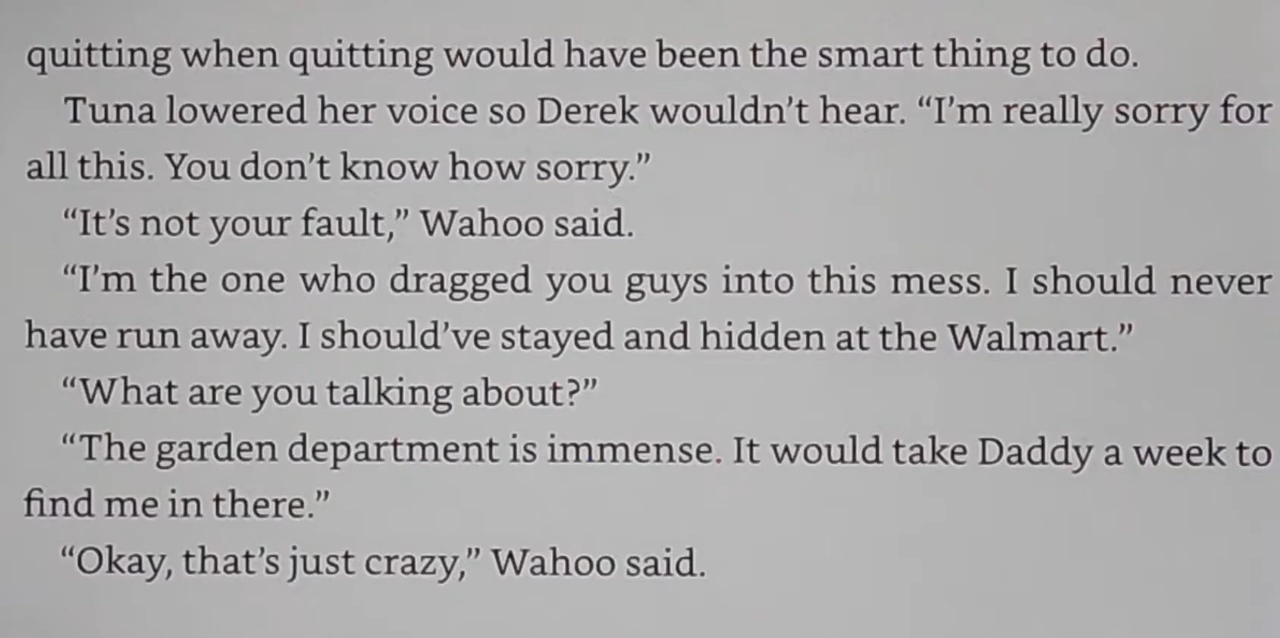 quitting when quitting would have been the smart thing to do.
Tuna lowered her voice so Derek wouldn’t hear. “I’m really sorry for
all this. You don’t know how sorry.”
“It’s not your fault,” Wahoo said.
“I’m the one who dragged you guys into this mess. I should never
have run away. I should’ve stayed and hidden at the Walmart.”
“What are you talking about?”
“The garden department is immense. It would take Daddy a week to
find me in there.”
“Okay, that’s just crazy,” Wahoo said.